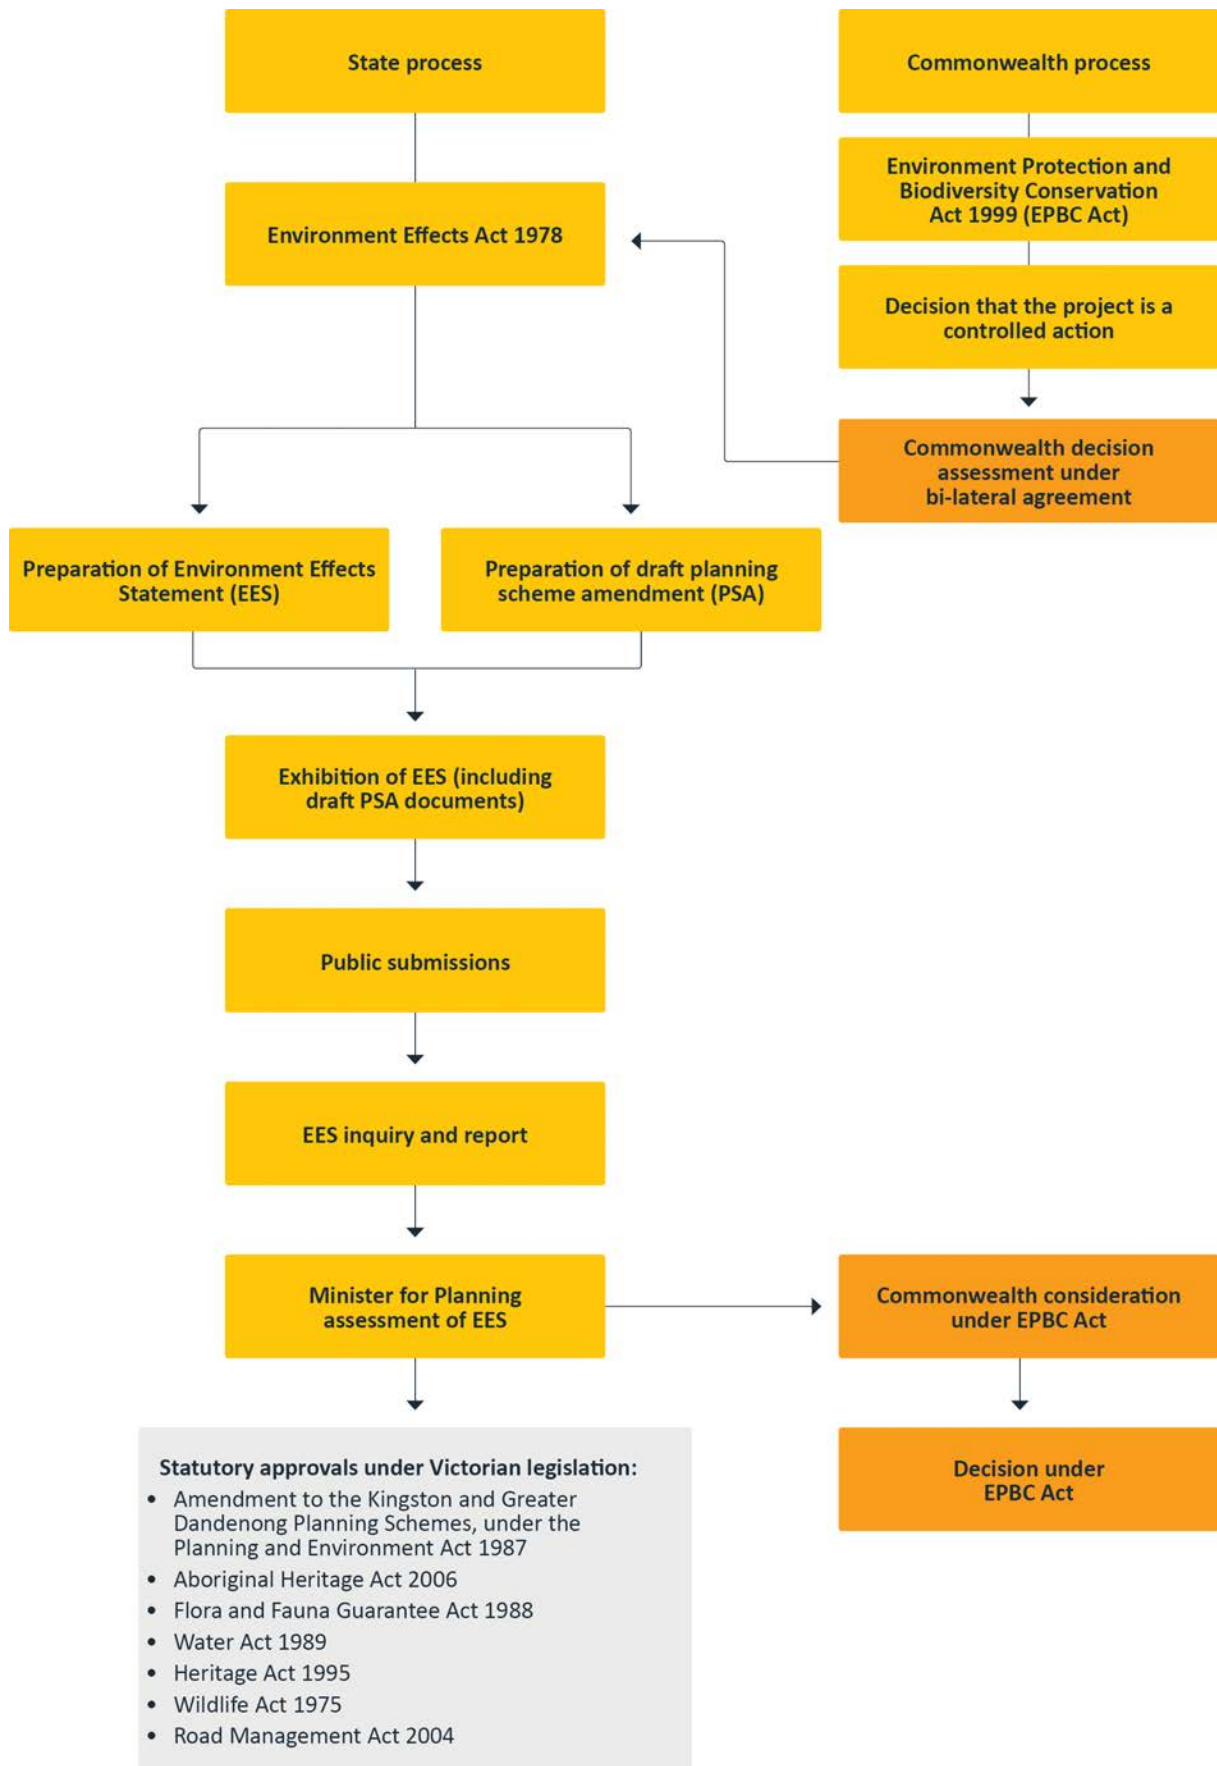 State process
Commonwealth process
Environment Protection and
Biodiversity Conservation
Act 1999 (EPBC Act)
Environment Effects Act 1978
Decision that the project is a
controlled action
Commonwealth decision
assessment under
bi-lateral agreement
Preparation of Environment Effects
Statement (EES)
Preparation of draft planning
scheme amendment (PSA)
Exhibition of EES (including
draft PSA documents)
Public submissions
EES inquiry and report
Minister for Planning
assessment of EES
Commonwealth consideration
under EPBC Act
Statutory approvals under Victorian legislation:
• Amendment to the Kingston and Greater
Dandenong Planning Schemes, under the
Planning and Environment Act 1987
• Aboriginal Heritage Act 2006
• Flora and Fauna Guarantee Act 1988
• Water Act 1989
• Heritage Act 1995
• Wildlife Act 1975
• Road Management Act 2004
Decision under
EPBC Act